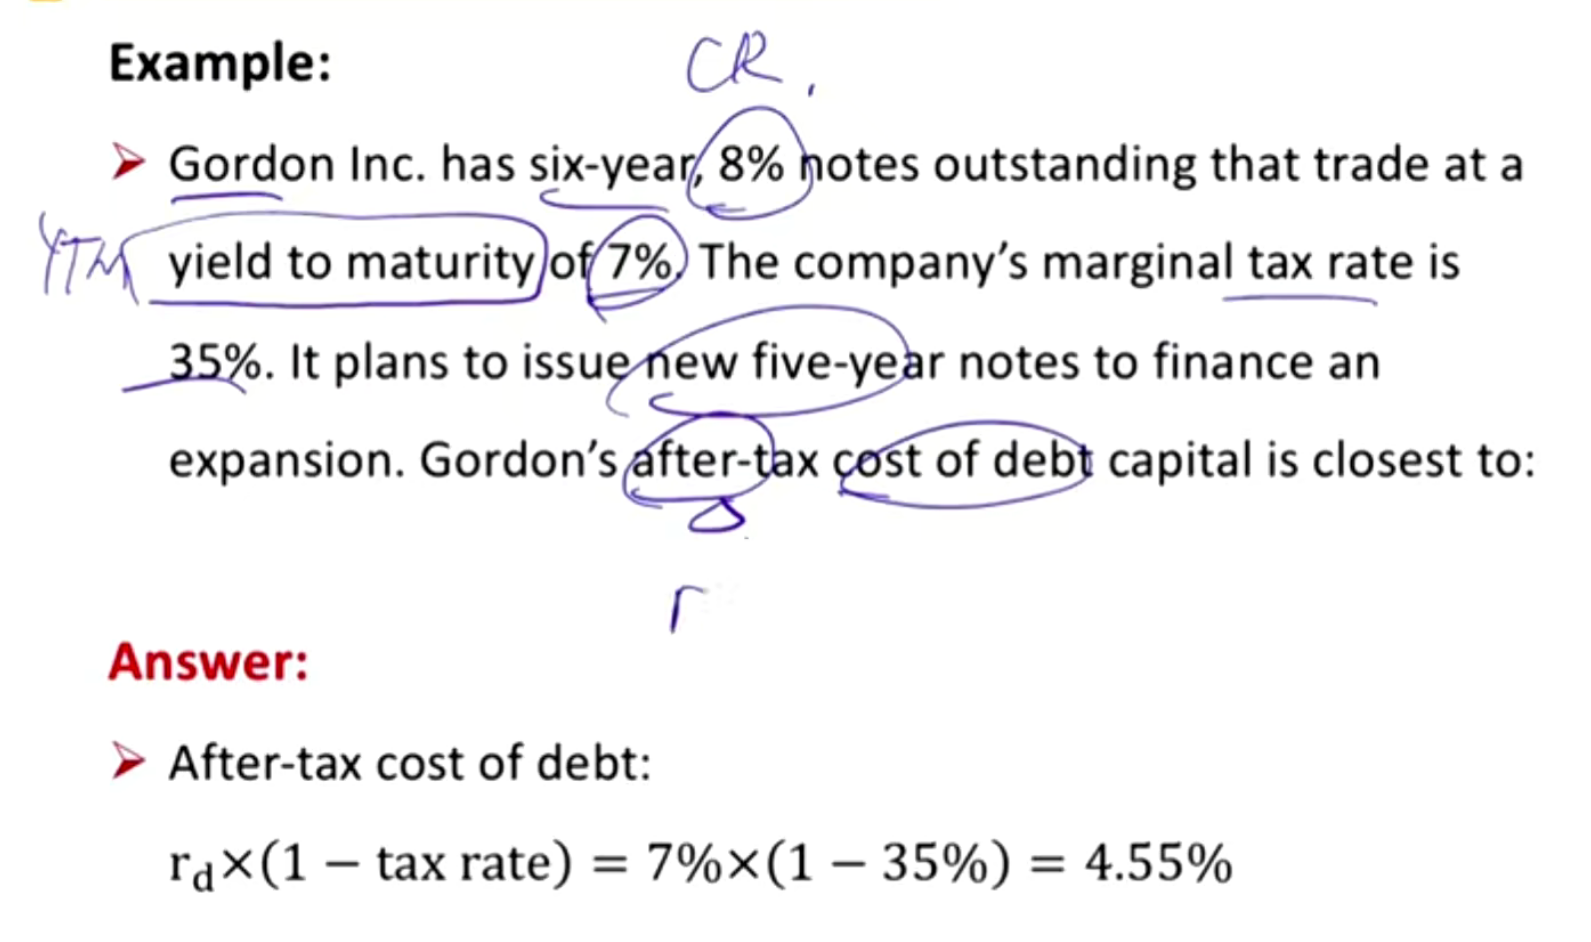 Example:
CR,
➢ Gordon Inc. has six-year, 8% notes outstanding that trade at a
YTM yield to maturity of 7%. The company's marginal tax rate is
35%. It plans to issue new five-year notes to finance an
expansion. Gordon's after-tax cost of debt capital is closest to:
r
Answer:
➢ After-tax cost of debt:
r_d×(1 − tax rate) = 7%×(1 − 35%) = 4.55%